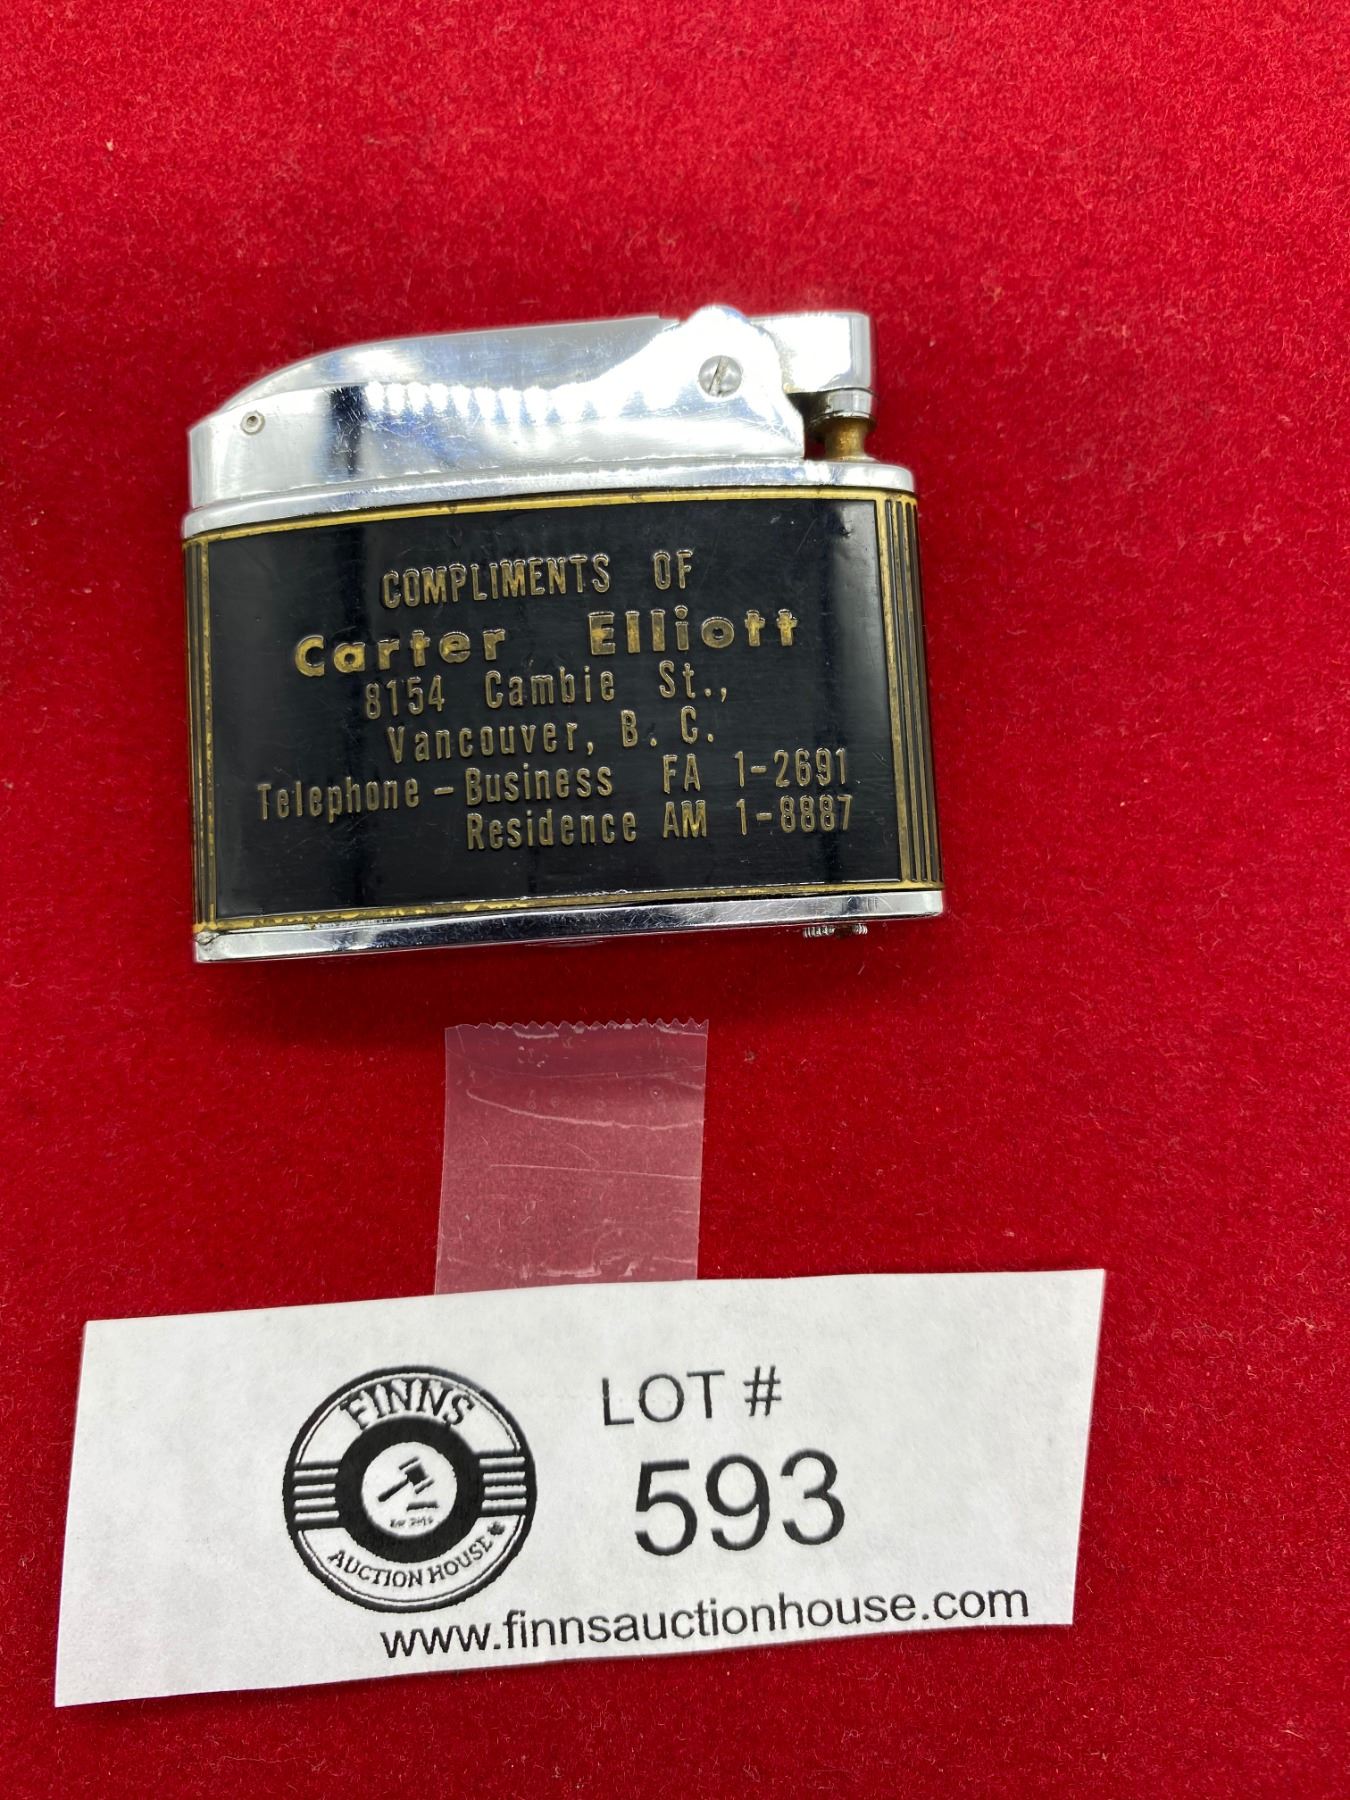 COMPLIMENTS OF
Carter Elliott
8154 Cambie St.,
Vancouver, B. C.
Telephone - Business FA 1-2691
Residence AM 1-8887
FINNS
AUCTION HOUSE
LOT #
593
www.finnsauctionhouse.com